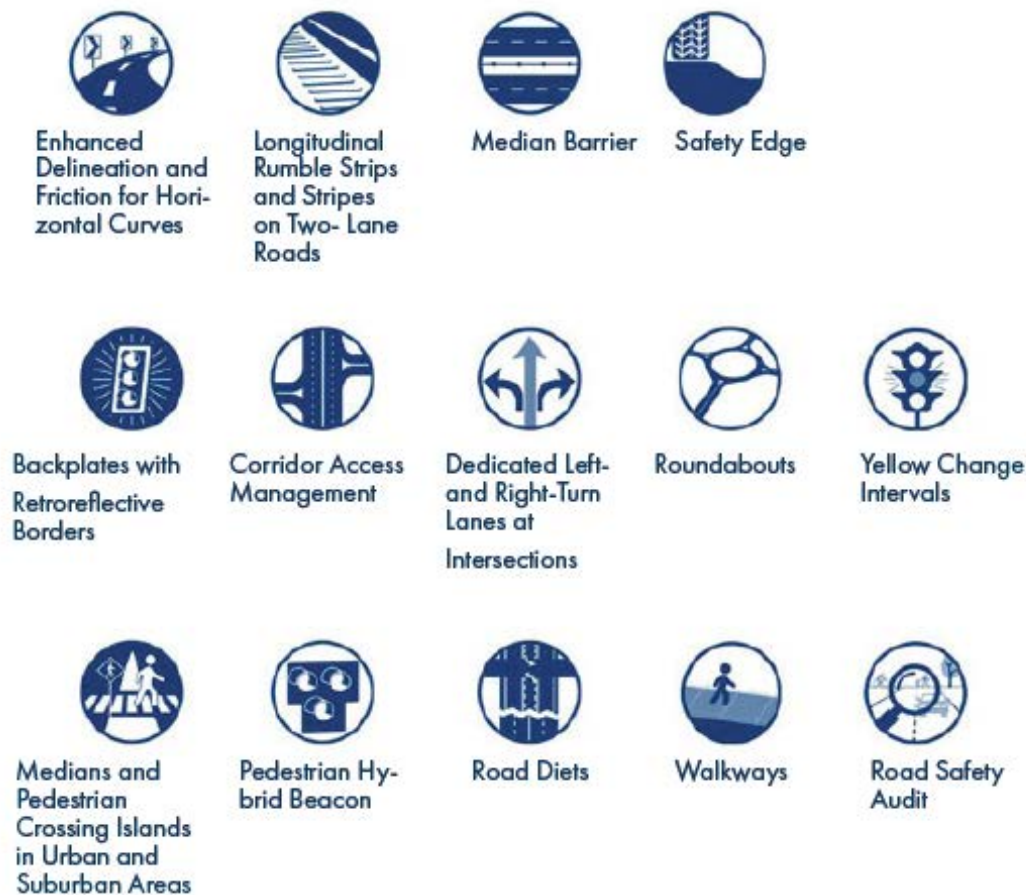 Enhanced
Delineation and
Friction for Hori-
zontal Curves
Longitudinal
Rumble Strips
and Stripes
on Two- Lane
Roads
Median Barrier
Safety Edge
Backplates with
Retroreflective
Borders
Corridor Access
Management
Dedicated Left-
and Right-Turn
Lanes at
Intersections
Roundabouts
Yellow Change
Intervals
Medians and
Pedestrian
Crossing Islands
in Urban and
Suburban Areas
Pedestrian Hy-
brid Beacon
Road Diets
Walkways
Road Safety
Audit